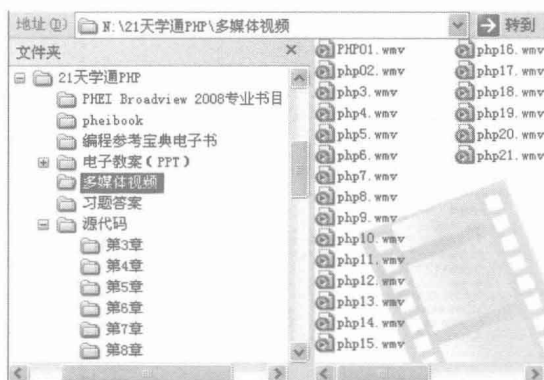 地址(D) N:\21天学通PHP\多媒体视频 转到
文件夹 ×
21天学通PHP
PHEI Broadview 2008专业书目
pheibook
编程参考宝典电子书
电子教案(PPT)
多媒体视频
习题答案
源代码
第3章
第4章
第5章
第6章
第7章
第8章
PHP01.wmv
php02.wmv
php3.wmv
php4.wmv
php5.wmv
php6.wmv
php7.wmv
php8.wmv
php9.wmv
php10.wmv
php11.wmv
php12.wmv
php13.wmv
php14.wmv
php15.wmv
php16.wmv
php17.wmv
php18.wmv
php19.wmv
php20.wmv
php21.wmv